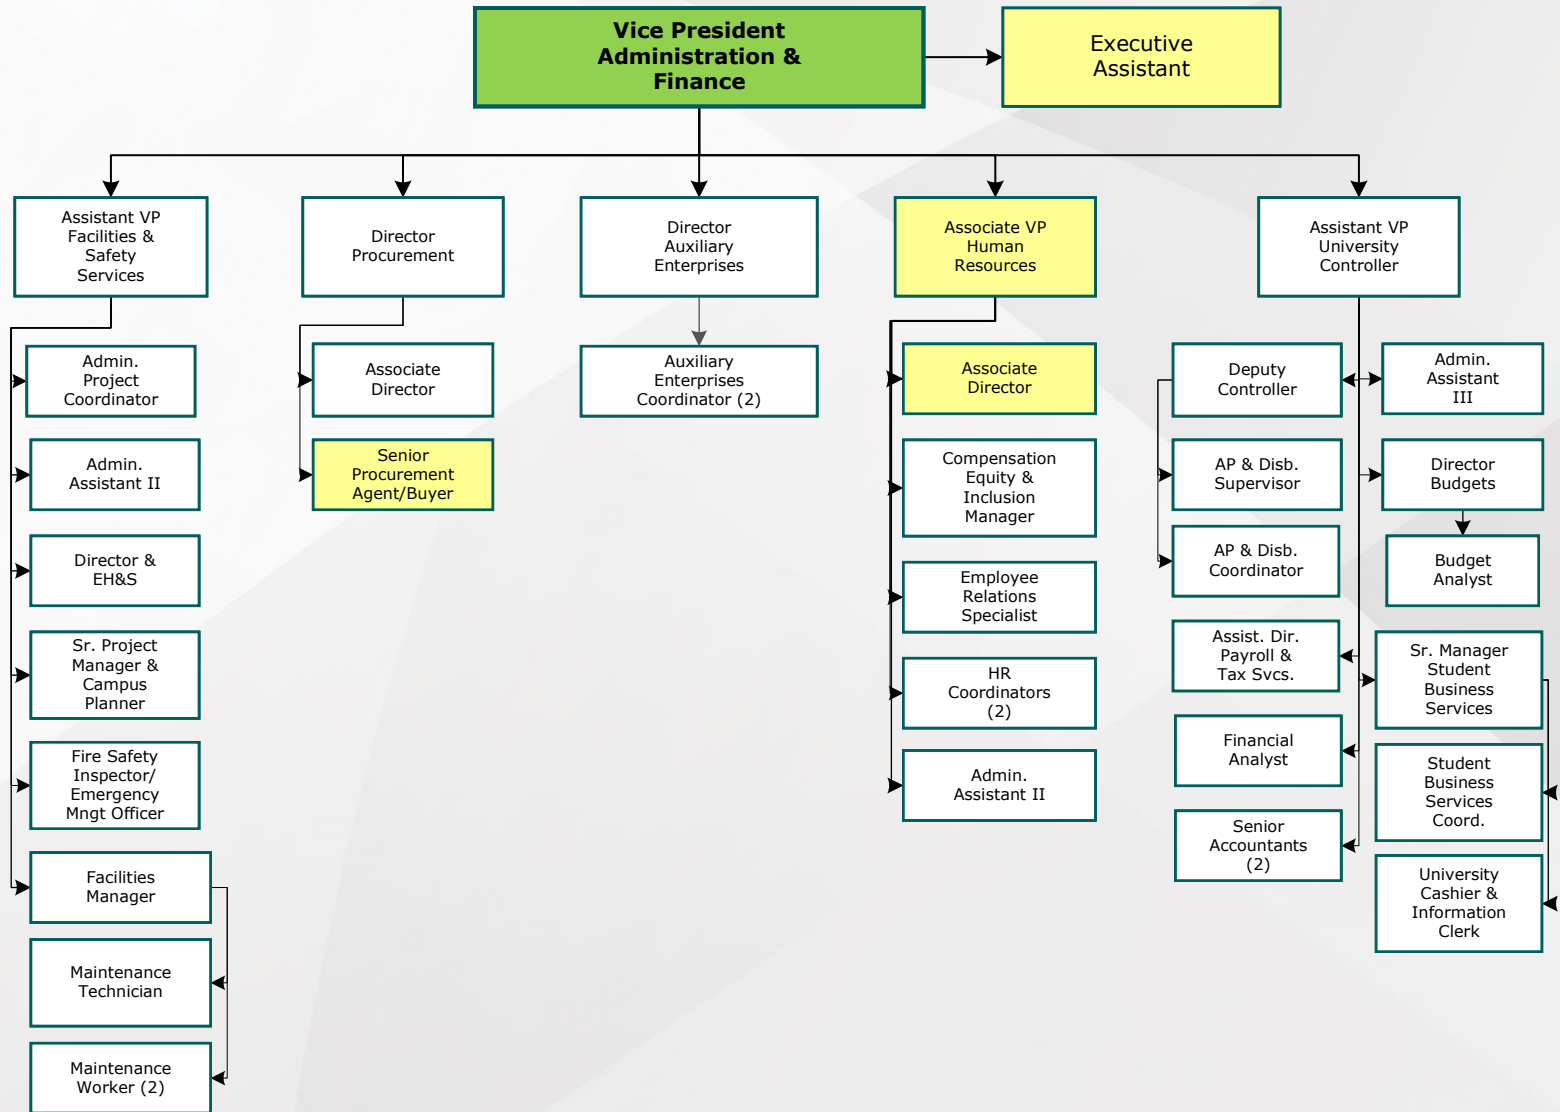 Vice President
Administration &
Finance
Executive
Assistant
Assistant VP
Facilities &
Safety
Services
Director
Procurement
Director
Auxiliary
Enterprises
Associate VP
Human
Resources
Assistant VP
University
Controller
Admin.
Project
Coordinator
Admin.
Assistant II
Director &
EH&S
Sr. Project
Manager &
Campus
Planner
Fire Safety
Inspector/
Emergency
Mngt Officer
Facilities
Manager
Maintenance
Technician
Maintenance
Worker (2)
Associate
Director
Senior
Procurement
Agent/Buyer
Auxiliary
Enterprises
Coordinator (2)
Associate
Director
Compensation
Equity &
Inclusion
Manager
Employee
Relations
Specialist
HR
Coordinators
(2)
Admin.
Assistant II
Deputy
Controller
AP & Disb.
Supervisor
AP & Disb.
Coordinator
Assist. Dir.
Payroll &
Tax Svcs.
Financial
Analyst
Senior
Accountants
(2)
Admin.
Assistant
III
Director
Budgets
Budget
Analyst
Sr. Manager
Student
Business
Services
Student
Business
Services
Coord.
University
Cashier &
Information
Clerk